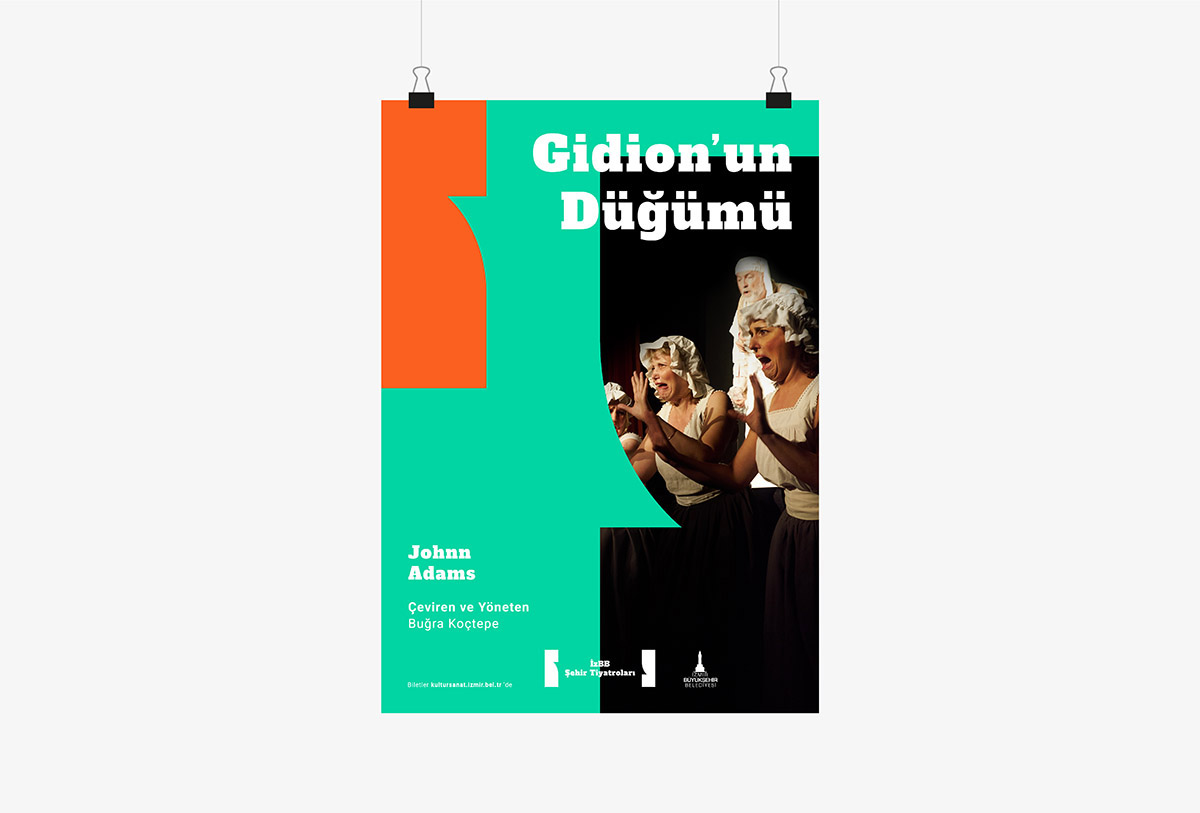 Gidion’un
Düğümü
Johnn
Adams
Çeviren ve Yöneten
Buğra Koçtepe
Biletler kultursanat.izmir.bel.tr 'de
İzBB
Şehir Tiyatroları
İZMİR
BÜYÜKŞEHİR
BELEDİYESİ